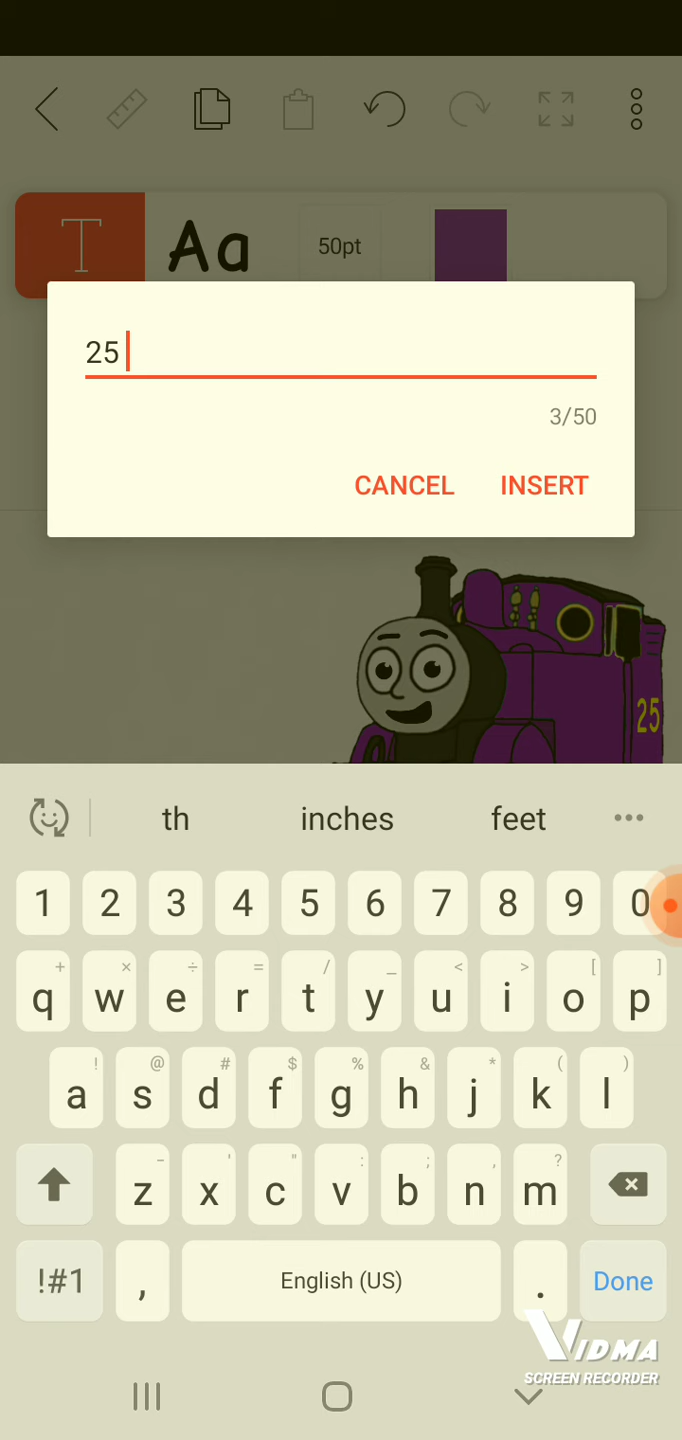 T Aa 50pt
25
3/50
CANCEL INSERT
25
th inches feet
1 2 3 4 5 6 7 8 9 0
+ × ÷ = / _ < > [ ]
q w e r t y u i o p
! @ # $ % & * ( )
a s d f g h j k l
- ' " : ; , ?
z x c v b n m
!#1 , English (US) . Done
VIDMA
SCREEN RECORDER